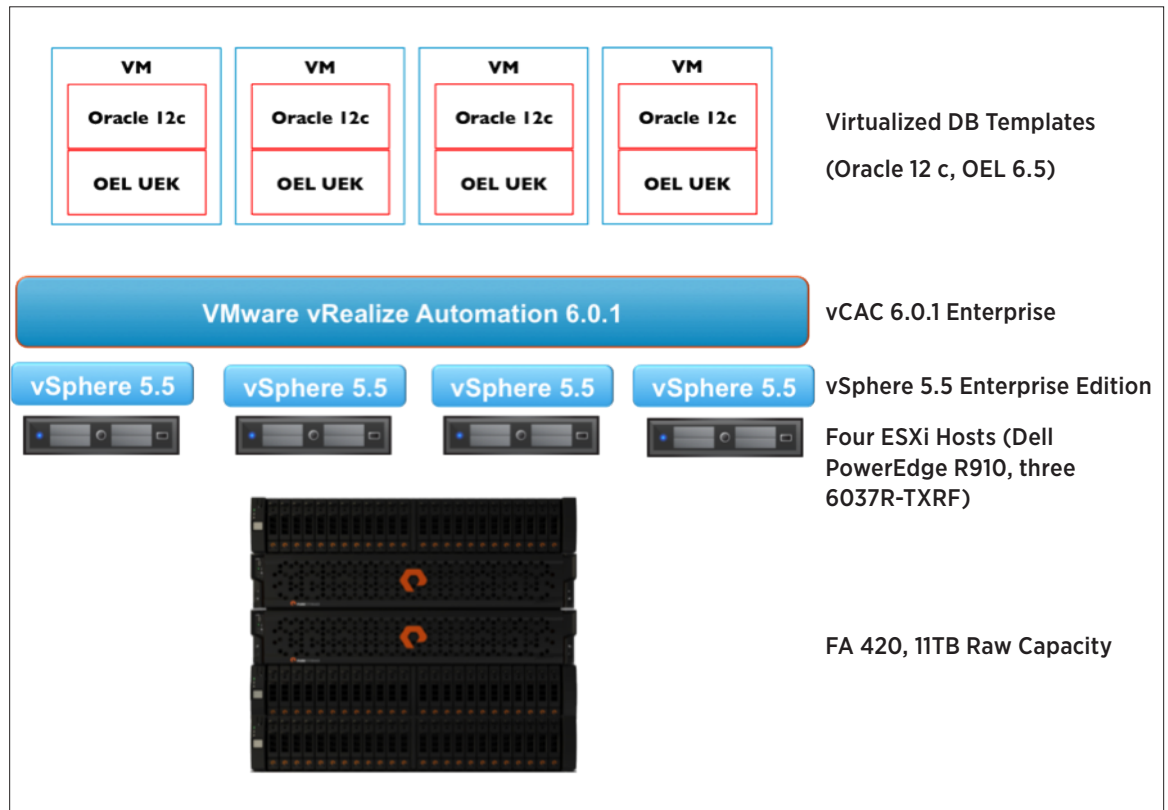 VM VM VM VM
Oracle 12c Oracle 12c Oracle 12c Oracle 12c
OEL UEK OEL UEK OEL UEK OEL UEK
Virtualized DB Templates
(Oracle 12 c, OEL 6.5)
VMware vRealize Automation 6.0.1
vCAC 6.0.1 Enterprise
vSphere 5.5 vSphere 5.5 vSphere 5.5 vSphere 5.5
vSphere 5.5 Enterprise Edition
Four ESXi Hosts (Dell
PowerEdge R910, three
6037R-TXRF)
FA 420, 11TB Raw Capacity